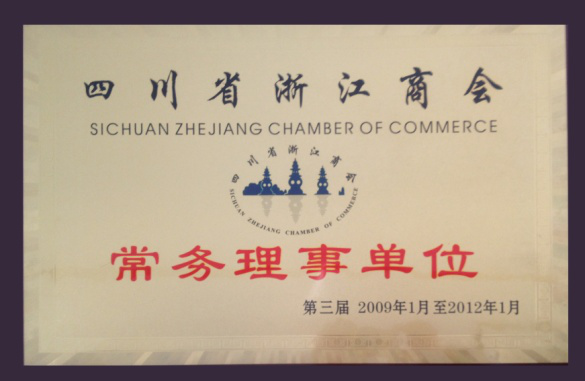 四川省浙江商会
SICHUAN ZHEJIANG CHAMBER OF COMMERCE
四川省浙江商会
SICHUAN ZHEJIANG CHAMBER OF COMMERCE
常务理事单位
第三届 2009年1月至2012年1月